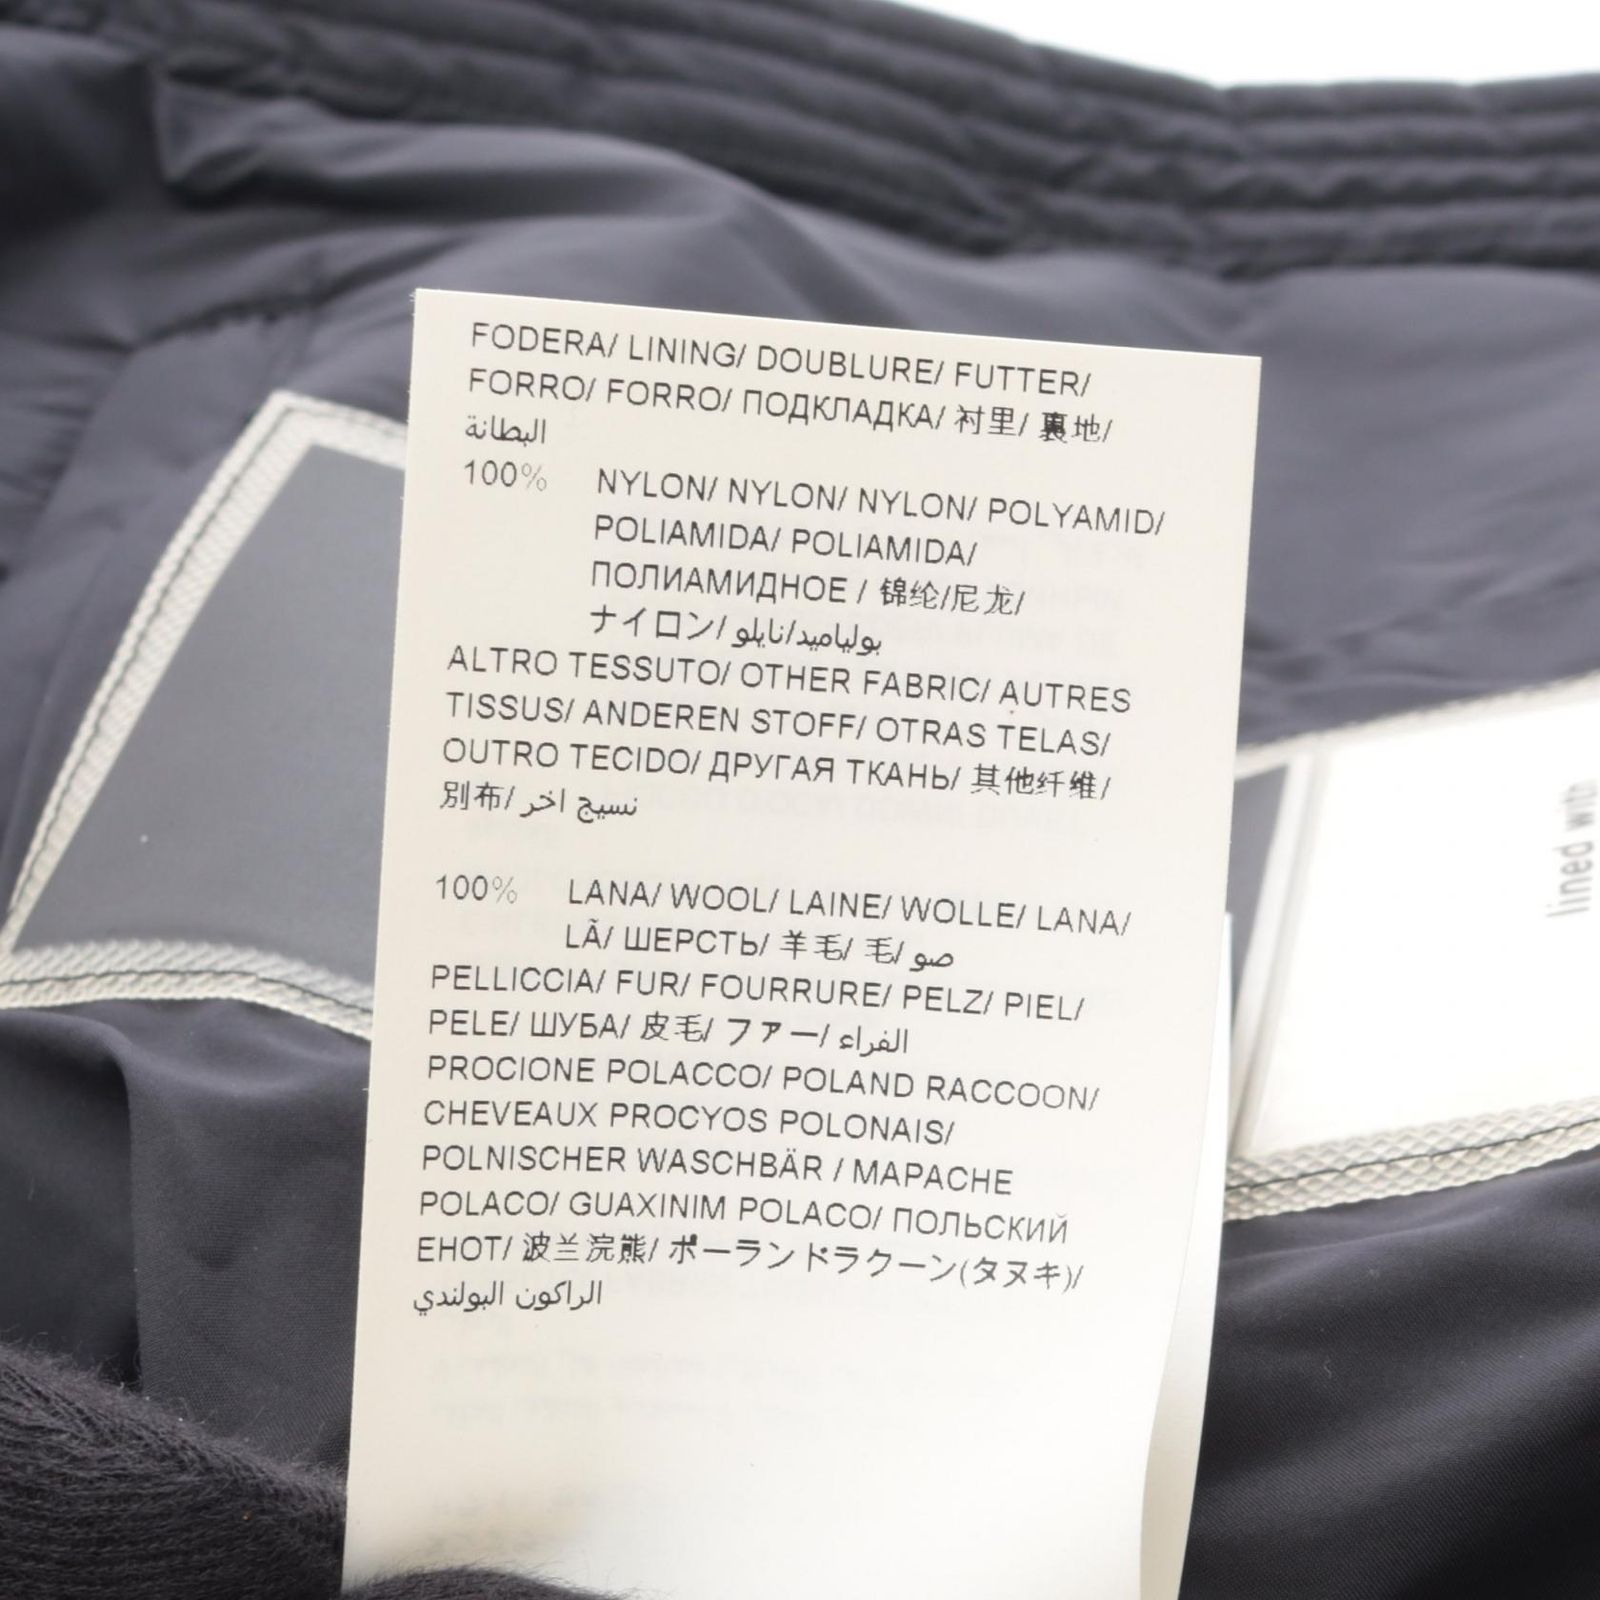 FODERA/ LINING/ DOUBLURE/ FUTTER/
FORRO/ FORRO/ ПОДКЛАДКА/ 衬里/ 裏地/
البطانة
100% NYLON/ NYLON/ NYLON/ POLYAMID/
POLIAMIDA/ POLIAMIDA/
ПОЛИАМИДНОЕ / 锦纶/尼龙/
ナイロン/ بولياميد/نايلو
ALTRO TESSUTO/ OTHER FABRIC/ AUTRES
TISSUS/ ANDEREN STOFF/ OTRAS TELAS/
OUTRO TECIDO/ ДРУГАЯ ТКАНЬ/ 其他纤维/
別布/ نسيج اخر
100% LANA/ WOOL/ LAINE/ WOLLE/ LANA/
LÃ/ ШЕРСТЬ/ 羊毛/ 毛/ صو
PELLICCIA/ FUR/ FOURRURE/ PELZ/ PIEL/
PELE/ ШУБА/ 皮毛/ ファー/ الفراء
PROCIONE POLACCO/ POLAND RACCOON/
CHEVEAUX PROCYOS POLONAIS/
POLNISCHER WASCHBÄR / MAPACHE
POLACO/ GUAXINIM POLACO/ ПОЛЬСКИЙ
ЕНОТ/ 波兰浣熊/ ポーランドラクーン(タヌキ)/
الراكون البولندي
lined with